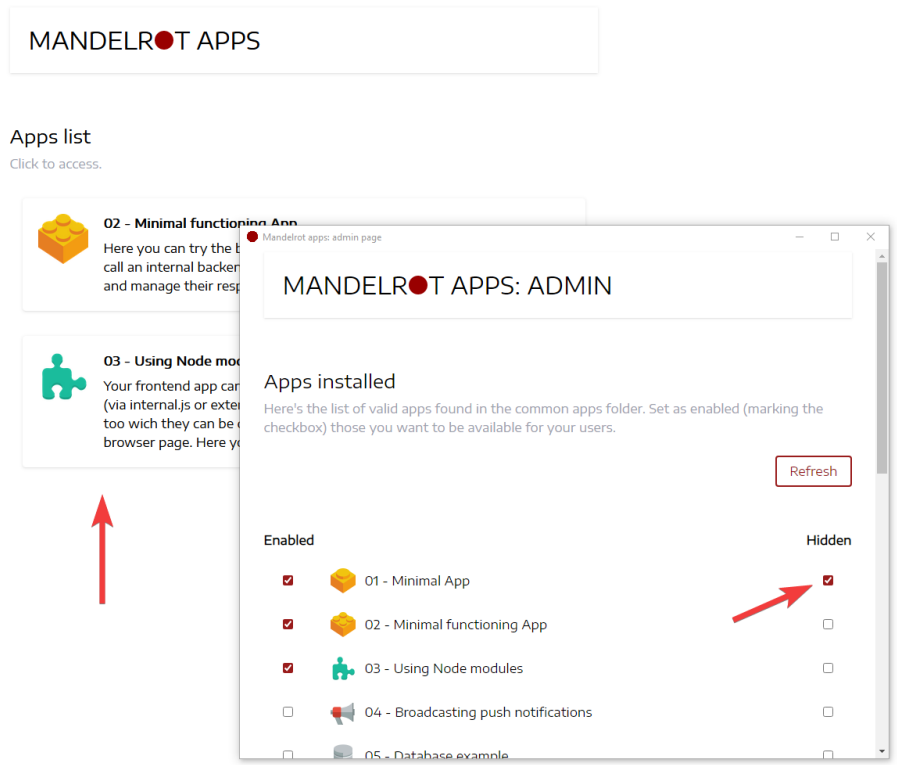 MANDELROT APPS
Apps list
Click to access.
02 - Minimal functioning App
Here you can try the b
call an internal backen
and manage their resp
03 - Using Node mod
Your frontend app can
(via internal.js or exter
too wich they can be
browser page. Here yo
Mandelrot apps: admin page
MANDELROT APPS: ADMIN
Apps installed
Here's the list of valid apps found in the common apps folder. Set as enabled (marking the
checkbox) those you want to be available for your users.
Refresh
Enabled Hidden
01 - Minimal App
02 - Minimal functioning App
03 - Using Node modules
04 - Broadcasting push notifications
05 - Database example